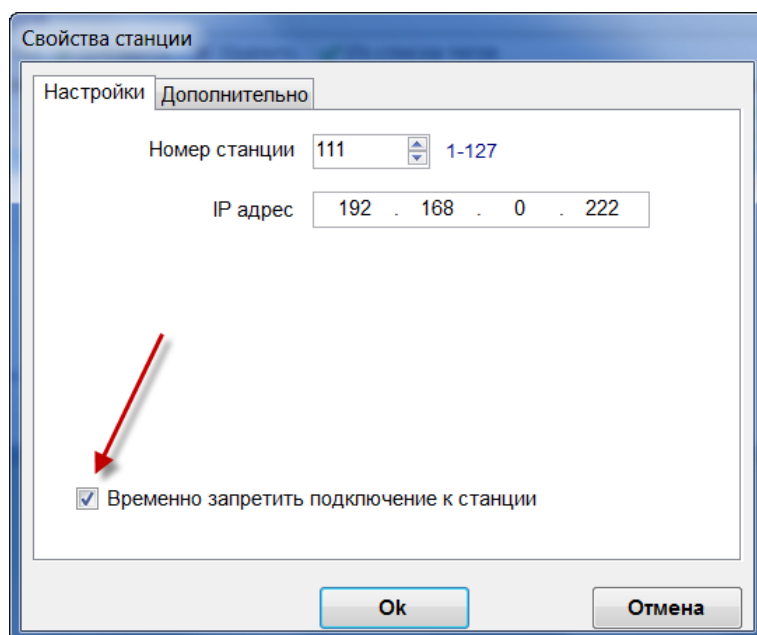 Свойства станции
Настройки Дополнительно
Номер станции 111 1-127
IP адрес 192 . 168 . 0 . 222
Временно запретить подключение к станции
Ok Отмена